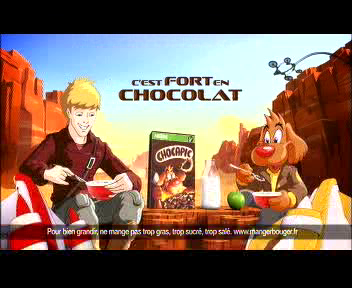 C'EST FORT EN
CHOCOLAT
Nestlé
CHOCAPIC
Pour bien grandir, ne mange pas trop gras, trop sucré, trop salé. www.mangerbouger.fr